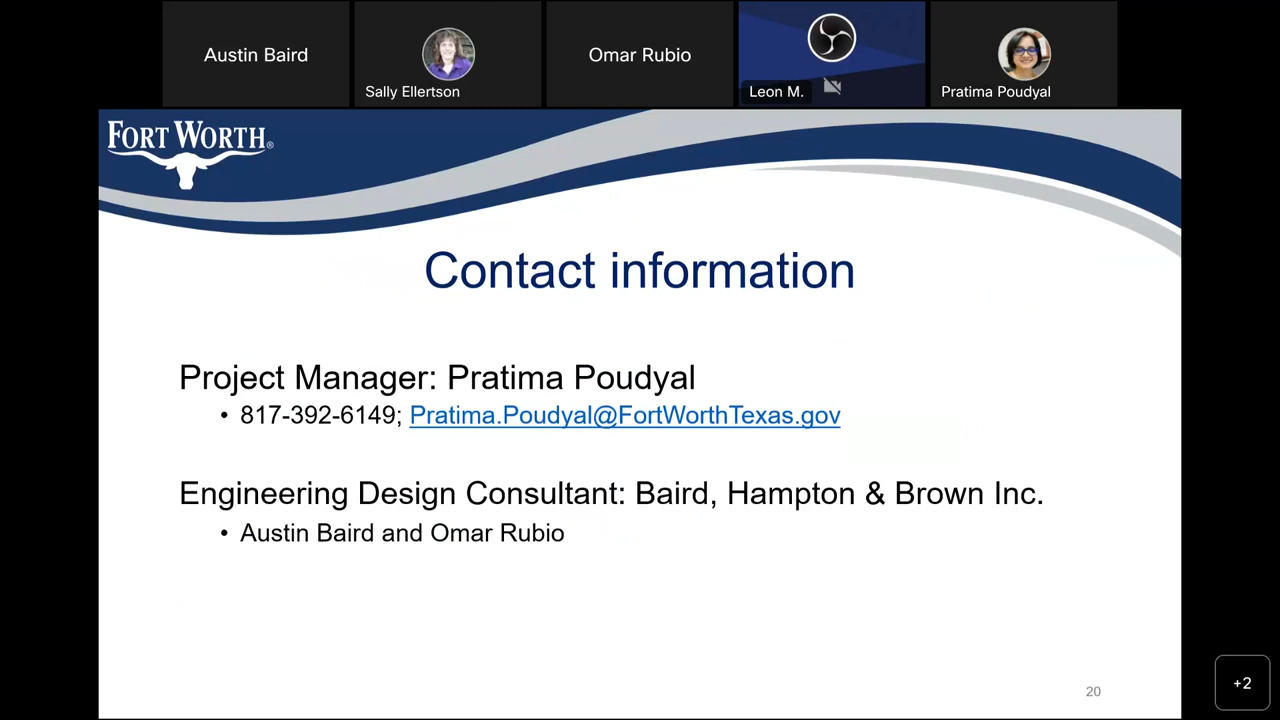 Austin Baird
Sally Ellertson
Omar Rubio
Leon M.
Pratima Poudyal
FORT WORTH®
Contact information
Project Manager: Pratima Poudyal
• 817-392-6149; Pratima.Poudyal@FortWorthTexas.gov
Engineering Design Consultant: Baird, Hampton & Brown Inc.
• Austin Baird and Omar Rubio
20
+2